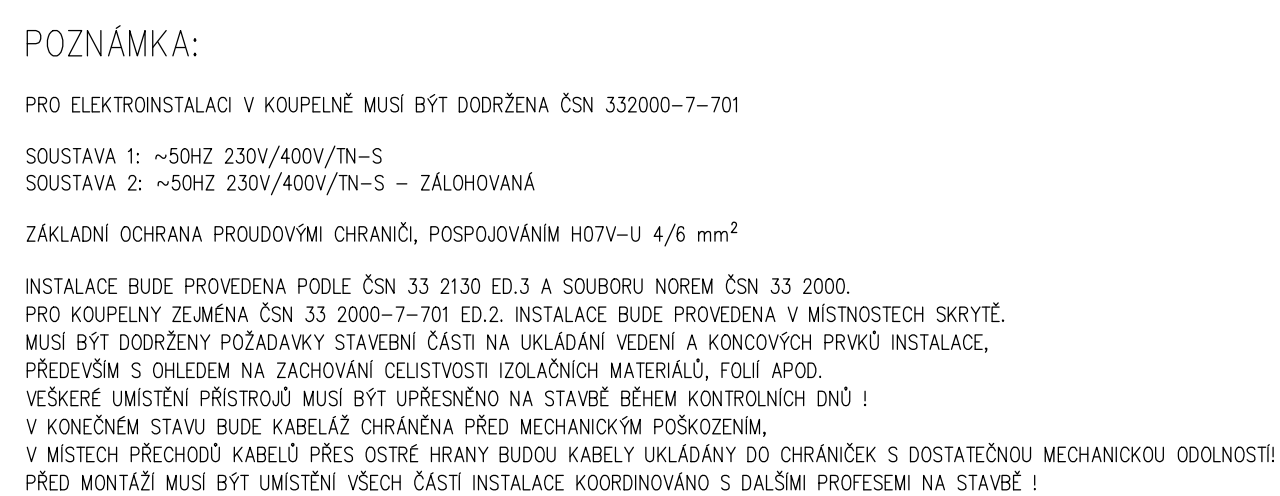 POZNÁMKA:
PRO ELEKTROINSTALACI V KOUPELNĚ MUSÍ BÝT DODRŽENA ČSN 332000-7-701
SOUSTAVA 1: ~50HZ 230V/400V/TN-S
SOUSTAVA 2: ~50HZ 230V/400V/TN-S - ZÁLOHOVANÁ
ZÁKLADNÍ OCHRANA PROUDOVÝMI CHRANIČI, POSPOJOVÁNÍM H07V-U 4/6 mm²
INSTALACE BUDE PROVEDENA PODLE ČSN 33 2130 ED.3 A SOUBORU NOREM ČSN 33 2000.
PRO KOUPELNY ZEJMÉNA ČSN 33 2000-7-701 ED.2. INSTALACE BUDE PROVEDENA V MÍSTNOSTECH SKRYTĚ.
MUSÍ BÝT DODRŽENY POŽADAVKY STAVEBNÍ ČÁSTI NA UKLÁDÁNÍ VEDENÍ A KONCOVÝCH PRVKŮ INSTALACE,
PŘEDEVŠÍM S OHLEDEM NA ZACHOVÁNÍ CELISTVOSTI IZOLAČNÍCH MATERIÁLŮ, FOLIÍ APOD.
VEŠKERÉ UMÍSTĚNÍ PŘÍSTROJŮ MUSÍ BÝT UPŘESNĚNO NA STAVBĚ BĚHEM KONTROLNÍCH DNŮ !
V KONEČNÉM STAVU BUDE KABELÁŽ CHRÁNĚNA PŘED MECHANICKÝM POŠKOZENÍM,
V MÍSTECH PŘECHODŮ KABELŮ PŘES OSTRÉ HRANY BUDOU KABELY UKLÁDÁNY DO CHRÁNIČEK S DOSTATEČNOU MECHANICKOU ODOLNOSTÍ!
PŘED MONTÁŽÍ MUSÍ BÝT UMÍSTĚNÍ VŠECH ČÁSTÍ INSTALACE KOORDINOVÁNO S DALŠÍMI PROFESEMI NA STAVBĚ !